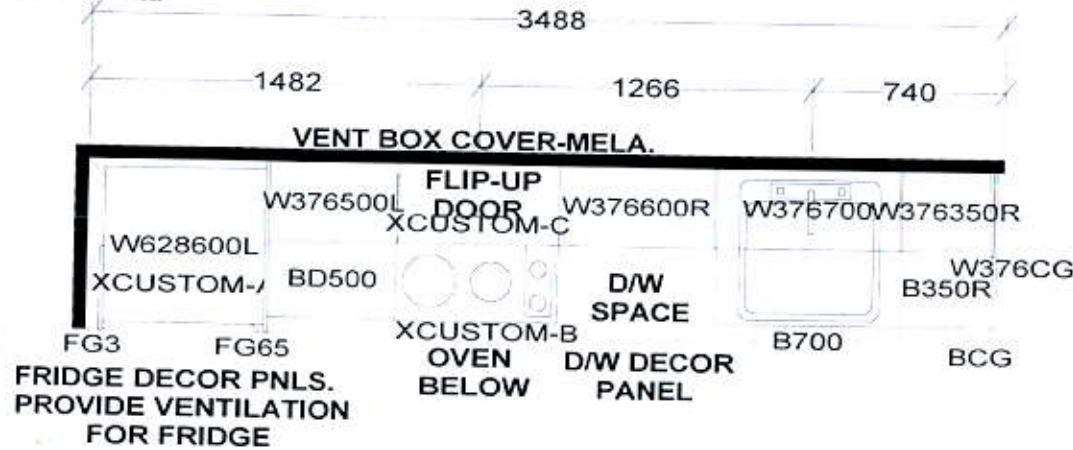 3488
1482 1266 740
VENT BOX COVER-MELA.
FLIP-UP
DOOR
W376500L W376600R W376700 W376350R
XCUSTOM-C
W628600L
W376CG
XCUSTOM-A BD500 D/W B350R
SPACE
XCUSTOM-B
FG3 FG65 OVEN D/W DECOR B700 BCG
BELOW PANEL
FRIDGE DECOR PNLS.
PROVIDE VENTILATION
FOR FRIDGE